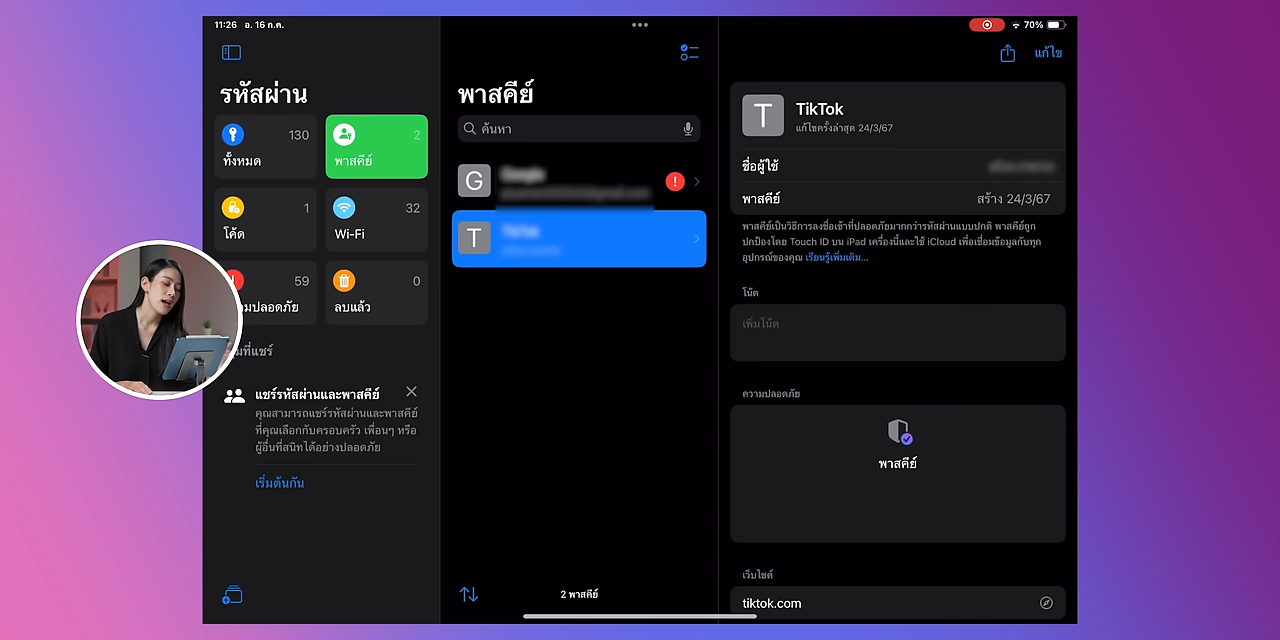 11:26 อ. 16 ก.ค.
70%
แก้ไข
รหัสผ่าน
130
ทั้งหมด
2
พาสคีย์
1
โค้ด
32
Wi-Fi
59
ามปลอดภัย
0
ลบแล้ว
มที่แชร์
แชร์รหัสผ่านและพาสคีย์
คุณสามารถแชร์รหัสผ่านและพาสคีย์
ที่คุณเลือกกับครอบครัว เพื่อนๆ หรือ
ผู้อื่นที่สนิทได้อย่างปลอดภัย
เริ่มต้นกัน
พาสคีย์
ค้นหา
G
T
2 พาสคีย์
T
TikTok
แก้ไขครั้งล่าสุด 24/3/67
ชื่อผู้ใช้
พาสคีย์ สร้าง 24/3/67
พาสคีย์เป็นวิธีการลงชื่อเข้าที่ปลอดภัยมากกว่ารหัสผ่านแบบปกติ พาสคีย์ถูก
ปกป้องโดย Touch ID บน iPad เครื่องนี้และใช้ iCloud เพื่อเชื่อมข้อมูลกับทุก
อุปกรณ์ของคุณ เรียนรู้เพิ่มเติม...
โน้ต
เพิ่มโน้ต
ความปลอดภัย
พาสคีย์
เว็บไซต์
tiktok.com